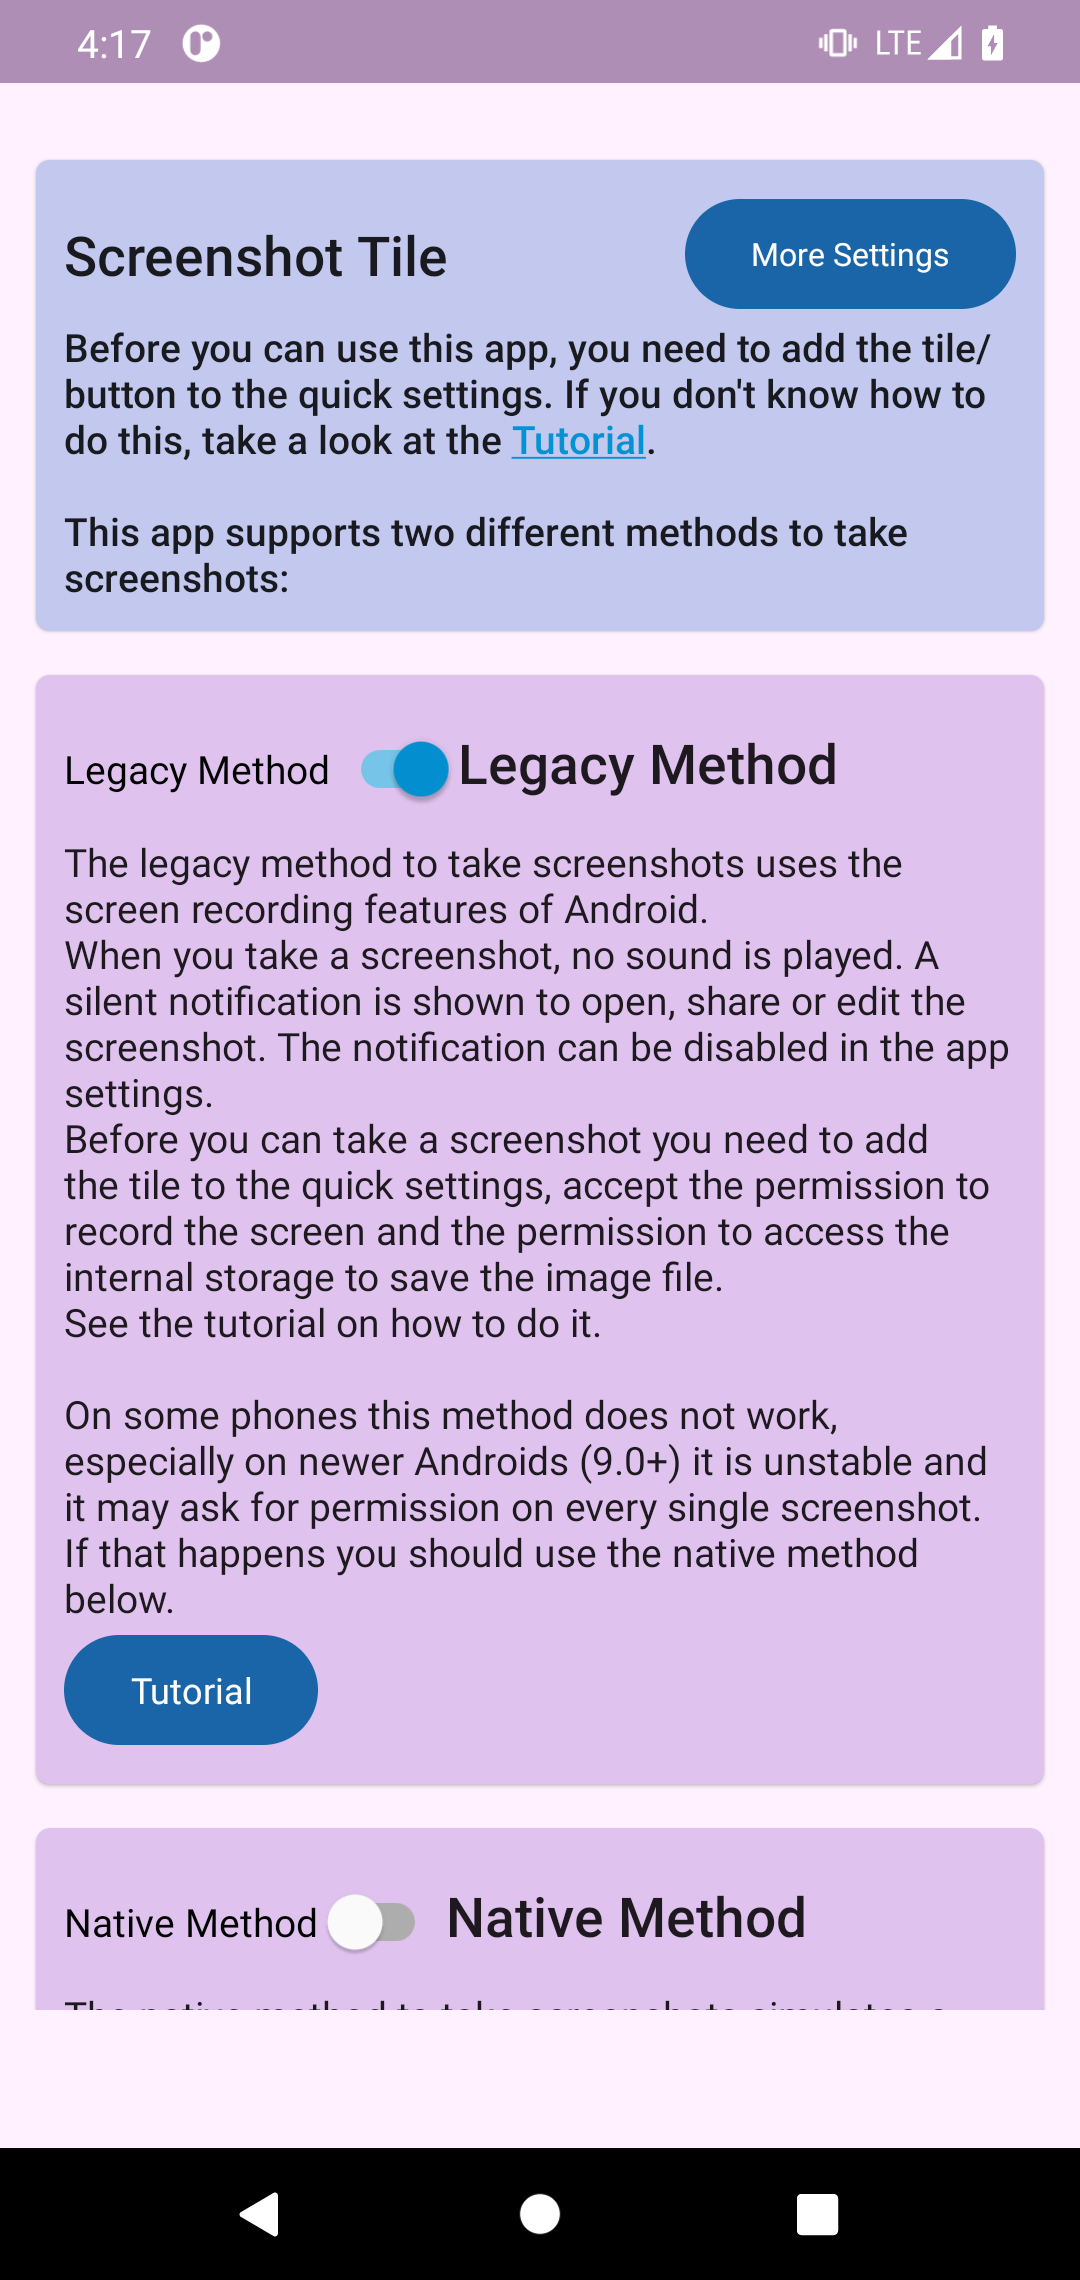 4:17
LTE
Screenshot Tile
More Settings
Before you can use this app, you need to add the tile/
button to the quick settings. If you don't know how to
do this, take a look at the Tutorial.
This app supports two different methods to take
screenshots:
Legacy Method
Legacy Method
The legacy method to take screenshots uses the
screen recording features of Android.
When you take a screenshot, no sound is played. A
silent notification is shown to open, share or edit the
screenshot. The notification can be disabled in the app
settings.
Before you can take a screenshot you need to add
the tile to the quick settings, accept the permission to
record the screen and the permission to access the
internal storage to save the image file.
See the tutorial on how to do it.
On some phones this method does not work,
especially on newer Androids (9.0+) it is unstable and
it may ask for permission on every single screenshot.
If that happens you should use the native method
below.
Tutorial
Native Method
Native Method
The native method to take screenshots simulates a